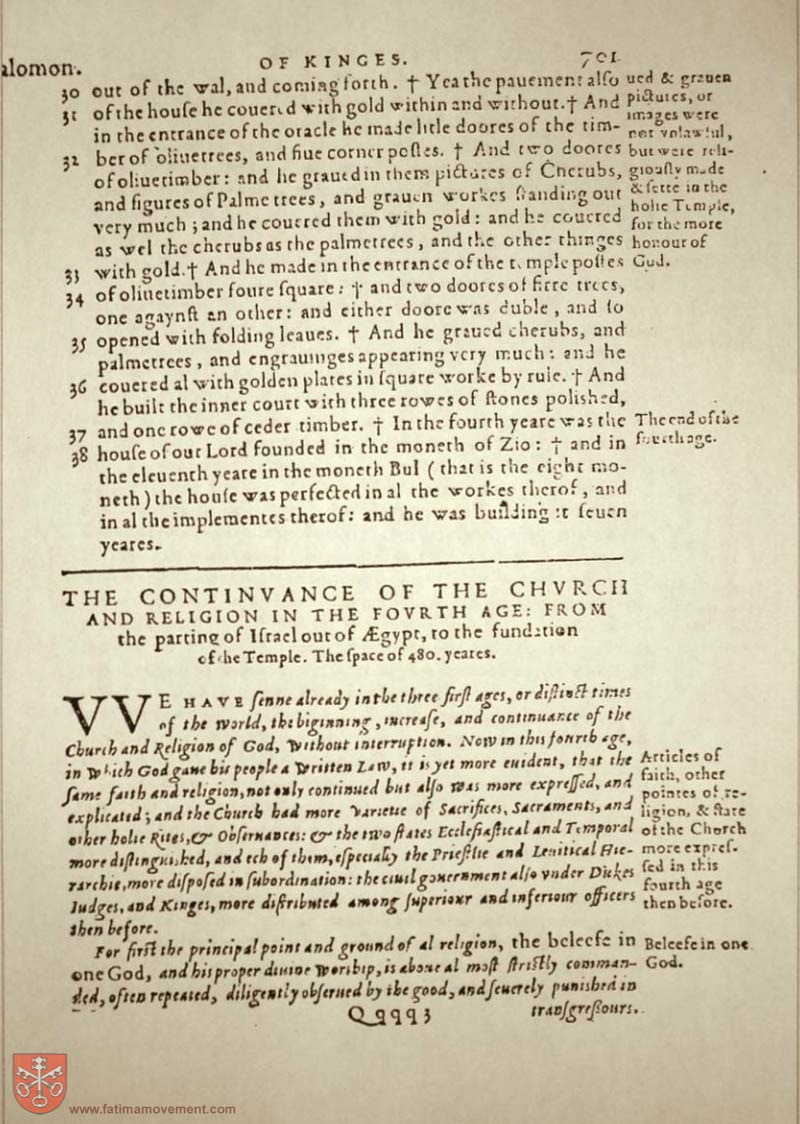 alomon. OF KINGES. 701
30 out of the wal, and coming forth. † Yea the pauement alſo
31 of the houſe he couered with gold within and without. † And
in the entrance of the oracle he made litle doores of the tim-
32 ber of oliuetrees, and fiue corner poſtes. † And two doores
of oliuetimber: and he graued in them pictures of Cherubs,
and figures of Palme trees, and grauen workes ſtanding out
very much; and he couered them with gold: and he couered
as wel the cherubs as the palmetrees, and the other thinges
33 with gold. † And he made in the entrance of the temple poſtes
34 of oliuetimber foure ſquare: † and two doores of firre trees,
one agaynſt an other: and either doore was duble, and ſo
35 opened with folding leaues. † And he graued cherubs, and
palmetrees, and engrauinges appearing very much: and he
36 couered al with golden plates in ſquare worke by rule. † And
he built the inner court with three rowes of ſtones poliſhed,
37 and one rowe of ceder timber. † In the fourth yeare was the
38 houſe of our Lord founded in the moneth of Zio: † and in
the eleuenth yeare in the moneth Bul (that is the eight mo-
neth) the houſe was perfected in al the workes therof, and
in al the implementes therof: and he was building it ſeuen
yeares.
ued & grauen
pictures, or
images were
not vnlawful,
but were reli-
giouſly made
& ſette in the
holie Temple,
for the more
honour of
God.
The end of the
fourth age.
THE CONTINVANCE OF THE CHVRCH
AND RELIGION IN THE FOVRTH AGE: FROM
the parting of Iſrael out of Ægypt, to the fundation
of the Temple. The ſpace of 480. yeares.
VVE HAVE ſenne already in the three firſt ages, or diſtinct times
of the world, the biginning, increaſe, and continuance of the
Church and Religion of God, without interruption. Now in this fourth age,
in which God gaue his people a written Law, it is yet more euident, that the
ſame faith and religion, not only continued but alſo was more expreſſed, and
explicated; and the Church had more varietie of Sacrifices, Sacraments, and
other holie Rites, & Obſeruances: & the two ſtates Eccleſiaſtical and Temporal
more diſtinguiſhed, and ech of them, eſpecially the Prieſtlie and Leuitical Hie-
rarchie, more diſpoſed in ſubordination: the ciuil gouernment alſo vnder Dukes
Iudges, and Kinges, more diſtributed among ſuperiour and inferiour officers
then before.
Articles of
faith, other
pointes of re-
ligion, & ſtate
of the Church
more expreſ-
ſed in this
fourth age
then before.
For firſt the principal point and ground of al religion, the beleefe in
one God, and his proper diuine worſhip, is aboue al moſt ſtrictly comman-
ded, often repeated, diligently obſerued by the good, and ſeuerely puniſhed in
Beleefe in one
God.
Qqqq3 tranſgreſſours.
www.fatimamovement.com